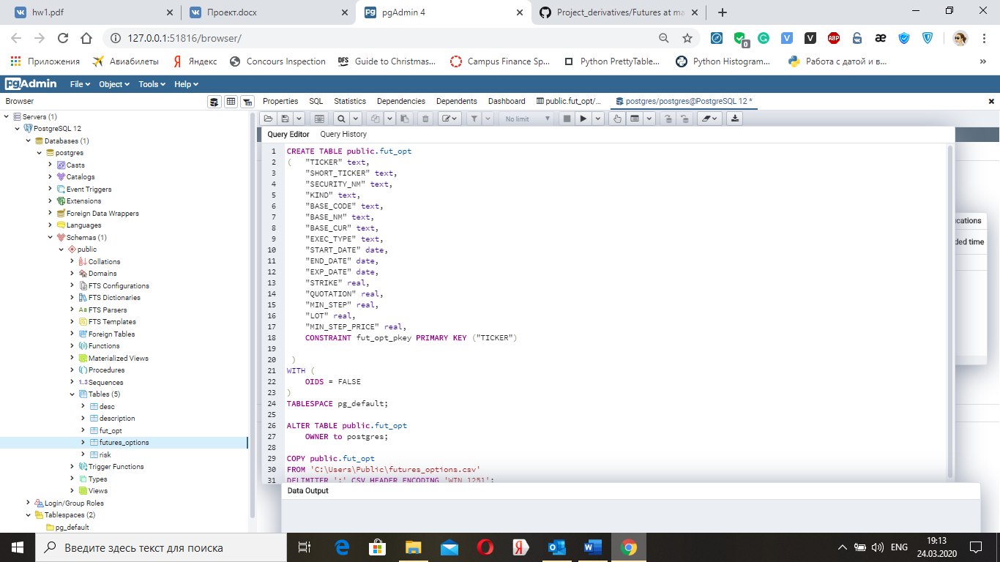 hw1.pdf
Проект.docx
pgAdmin 4
Project_derivatives/Futures at ma
127.0.0.1:51816/browser/
Приложения
Авиабилеты
Яндекс
Concours Inspection
DFS Guide to Christmas...
Campus Finance Sp...
Python PrettyTable...
Python Histogram...
Работа с датой и в...
pgAdmin
File
Object
Tools
Help
Browser
Properties
SQL
Statistics
Dependencies
Dependents
Dashboard
public.fut_opt/...
postgres/postgres@PostgreSQL 12 *
No limit
Servers (1)
PostgreSQL 12
Databases (1)
postgres
Casts
Catalogs
Event Triggers
Extensions
Foreign Data Wrappers
Languages
Schemas (1)
public
Collations
Domains
FTS Configurations
FTS Dictionaries
FTS Parsers
FTS Templates
Foreign Tables
Functions
Materialized Views
Procedures
1..3 Sequences
Tables (5)
desc
description
fut_opt
futures_options
risk
Trigger Functions
Types
Views
Login/Group Roles
Tablespaces (2)
pg_default
Query Editor
Query History
1 CREATE TABLE public.fut_opt
2 ( "TICKER" text,
3 "SHORT_TICKER" text,
4 "SECURITY_NM" text,
5 "KIND" text,
6 "BASE_CODE" text,
7 "BASE_NM" text,
8 "BASE_CUR" text,
9 "EXEC_TYPE" text,
10 "START_DATE" date,
11 "END_DATE" date,
12 "EXP_DATE" date,
13 "STRIKE" real,
14 "QUOTATION" real,
15 "MIN_STEP" real,
16 "LOT" real,
17 "MIN_STEP_PRICE" real,
18 CONSTRAINT fut_opt_pkey PRIMARY KEY ("TICKER")
19
20 )
21 WITH (
22 OIDS = FALSE
23 )
24 TABLESPACE pg_default;
25
26 ALTER TABLE public.fut_opt
27 OWNER to postgres;
28
29 COPY public.fut_opt
30 FROM 'C:\Users\Public\futures_options.csv'
31 DELIMITER ';' CSV HEADER ENCODING 'WIN 1251';
cations
ded time
Data Output
Введите здесь текст для поиска
ENG
19:13
24.03.2020